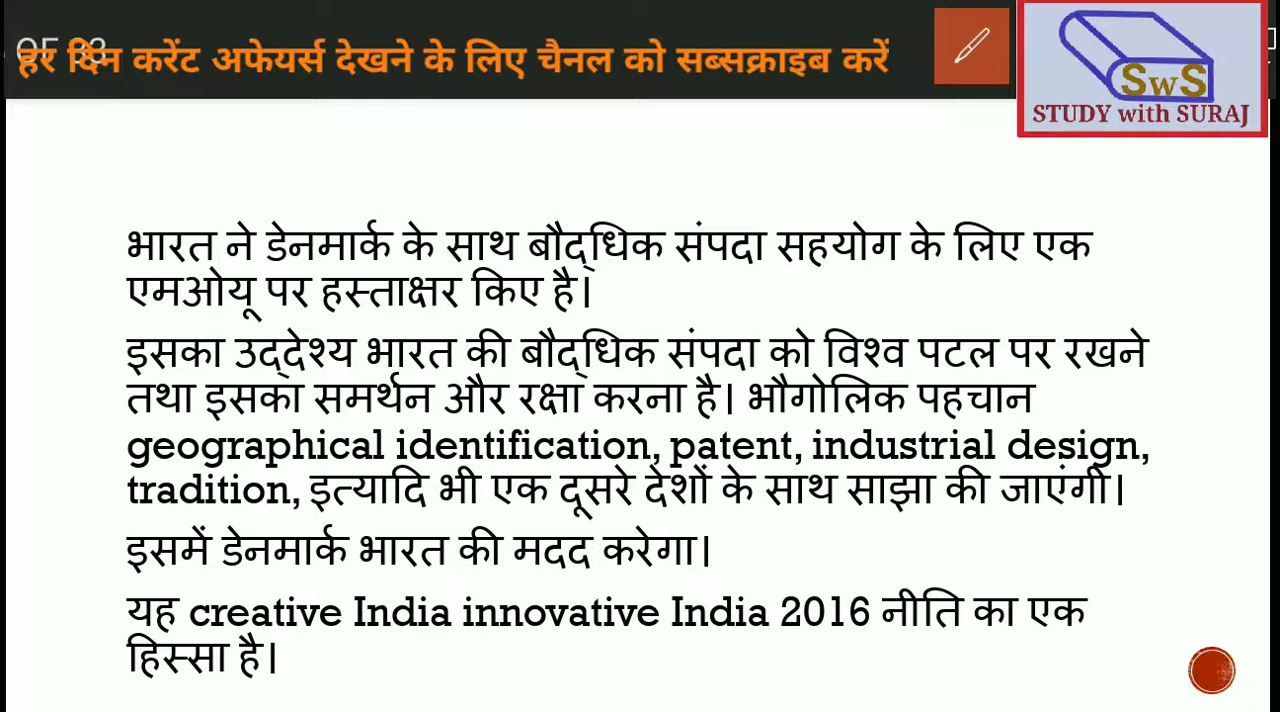 हर दिन करेंट अफेयर्स देखने के लिए चैनल को सब्सक्राइब करें
SwS
STUDY with SURAJ
भारत ने डेनमार्क के साथ बौद्धिक संपदा सहयोग के लिए एक
एमओयू पर हस्ताक्षर किए है।
इसका उद्देश्य भारत की बौद्धिक संपदा को विश्व पटल पर रखने
तथा इसका समर्थन और रक्षा करना है। भौगोलिक पहचान
geographical identification, patent, industrial design,
tradition, इत्यादि भी एक दूसरे देशों के साथ साझा की जाएंगी।
इसमें डेनमार्क भारत की मदद करेगा।
यह creative India innovative India 2016 नीति का एक
हिस्सा है।